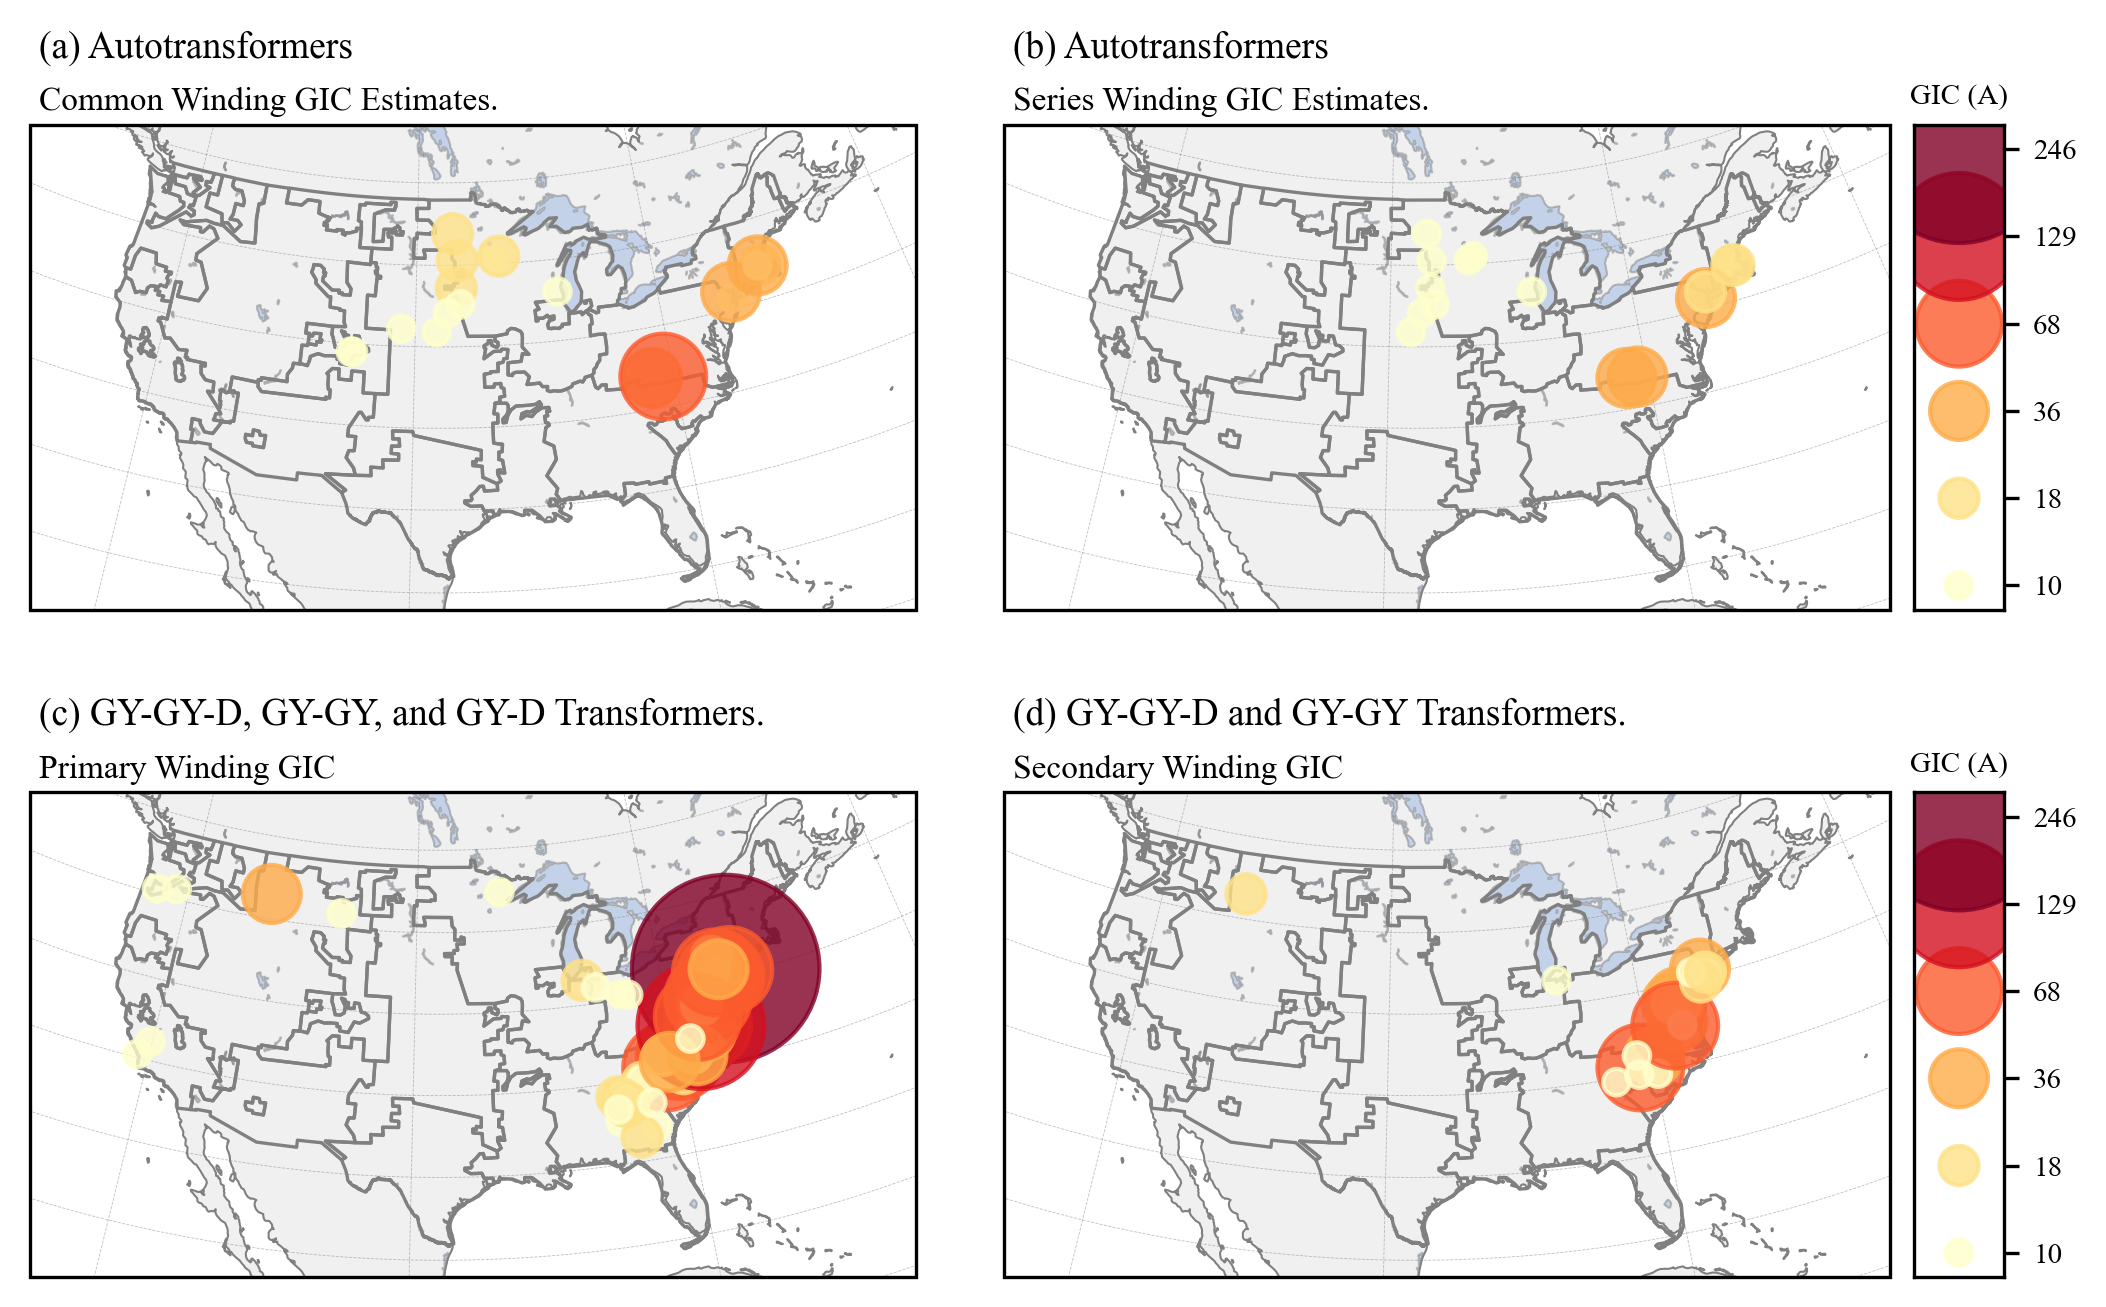 (a) Autotransformers
Common Winding GIC Estimates.
(b) Autotransformers
Series Winding GIC Estimates.
GIC (A)
246
129
68
36
18
10
(c) GY-GY-D, GY-GY, and GY-D Transformers.
Primary Winding GIC
(d) GY-GY-D and GY-GY Transformers.
Secondary Winding GIC
GIC (A)
246
129
68
36
18
10